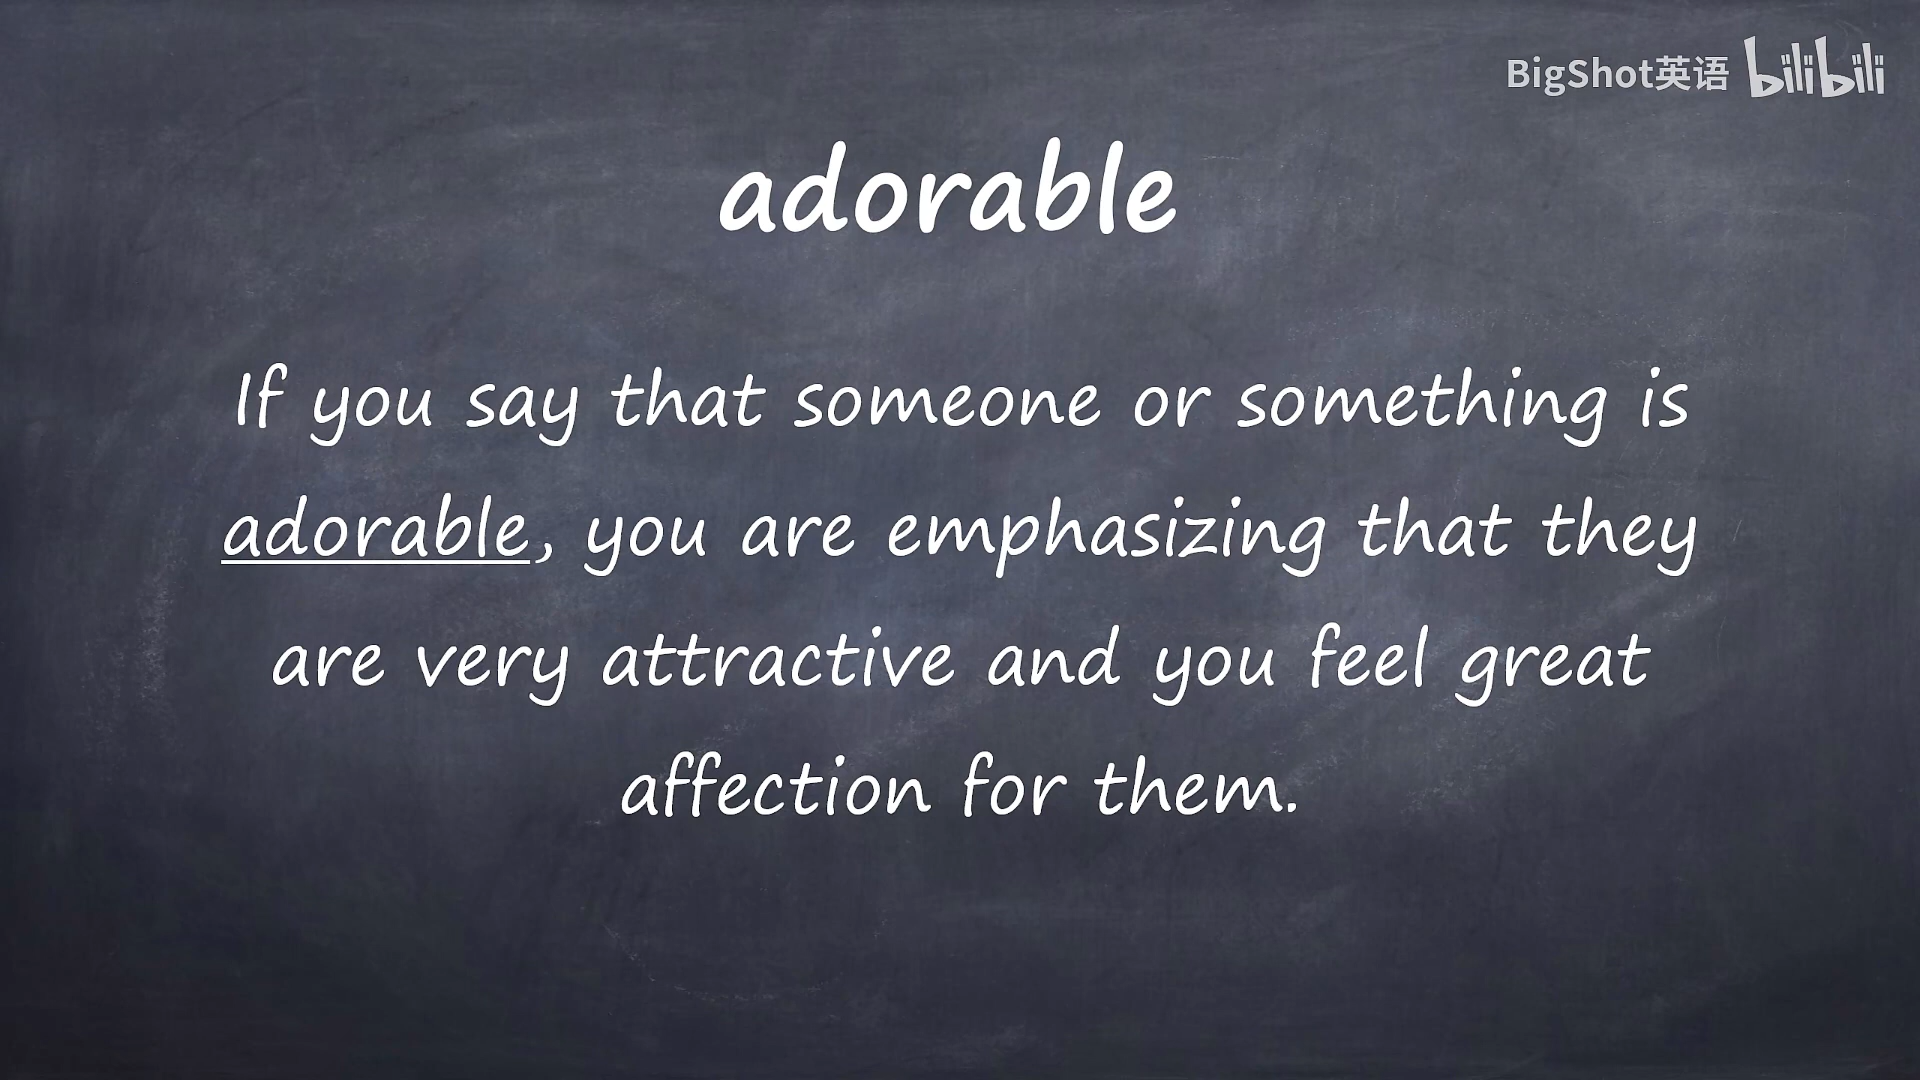 BigShot英语 bilibili
adorable
If you say that someone or something is
adorable, you are emphasizing that they
are very attractive and you feel great
affection for them.